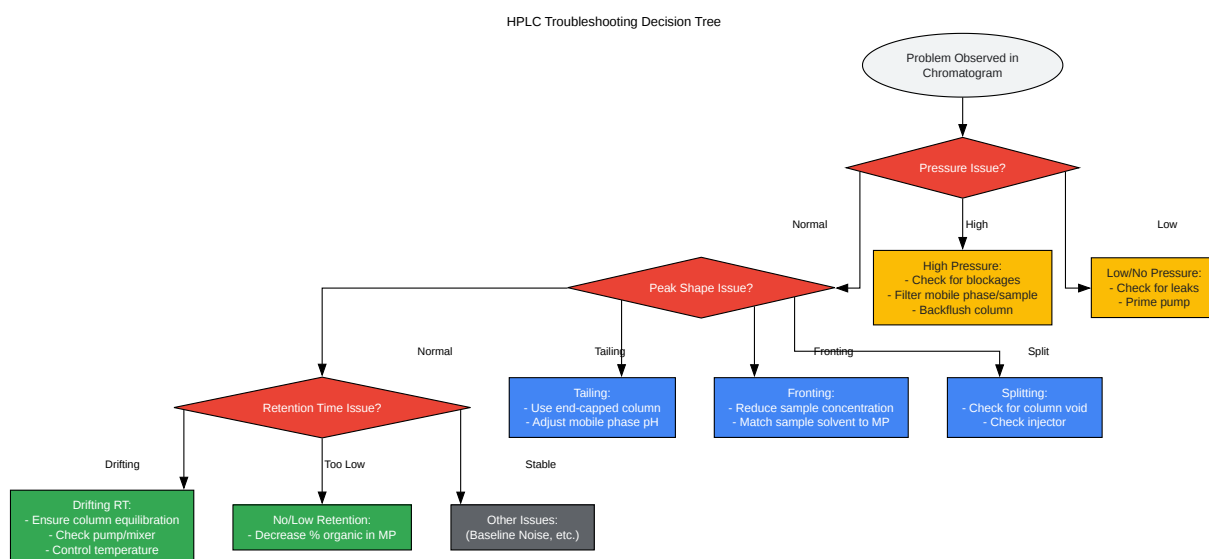 HPLC Troubleshooting Decision Tree
Problem Observed in
Chromatogram
Pressure Issue?
Normal
High
Low
High Pressure:
- Check for blockages
- Filter mobile phase/sample
- Backflush column
Low/No Pressure:
- Check for leaks
- Prime pump
Peak Shape Issue?
Normal
Tailing
Fronting
Split
Tailing:
- Use end-capped column
- Adjust mobile phase pH
Fronting:
- Reduce sample concentration
- Match sample solvent to MP
Splitting:
- Check for column void
- Check injector
Retention Time Issue?
Drifting
Too Low
Stable
Drifting RT:
- Ensure column equilibration
- Check pump/mixer
- Control temperature
No/Low Retention:
- Decrease % organic in MP
Other Issues:
(Baseline Noise, etc.)